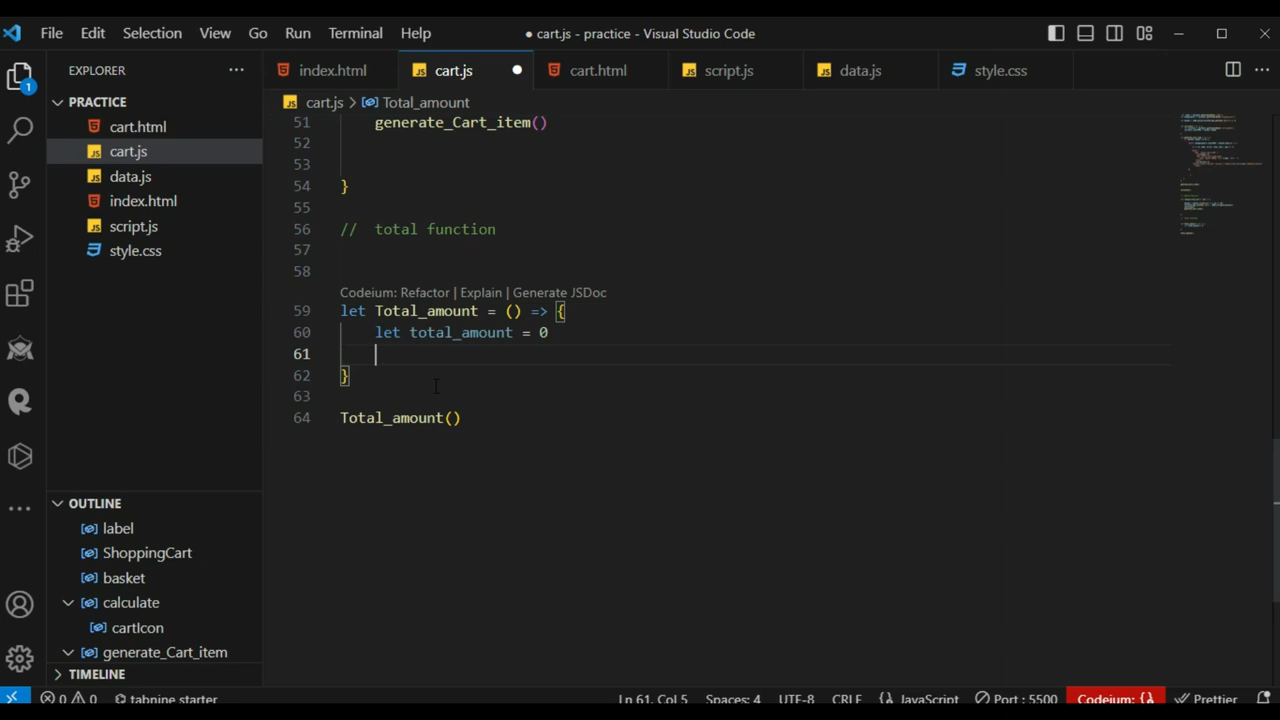 File Edit Selection View Go Run Terminal Help
● cart.js - practice - Visual Studio Code
EXPLORER
PRACTICE
cart.html
cart.js
data.js
index.html
script.js
style.css
OUTLINE
label
ShoppingCart
basket
calculate
cartIcon
generate_Cart_item
TIMELINE
1
index.html cart.js cart.html script.js data.js style.css
cart.js > Total_amount
51 generate_Cart_item()
52
53
54 }
55
56 // total function
57
58
Codeium: Refactor | Explain | Generate JSDoc
59 let Total_amount = () => {
60 let total_amount = 0
61
62 }
63
64 Total_amount()
0 0 tabnine starter Ln 61, Col 5 Spaces: 4 UTF-8 CRLF {} JavaScript Port : 5500 Codeium: {} Prettier